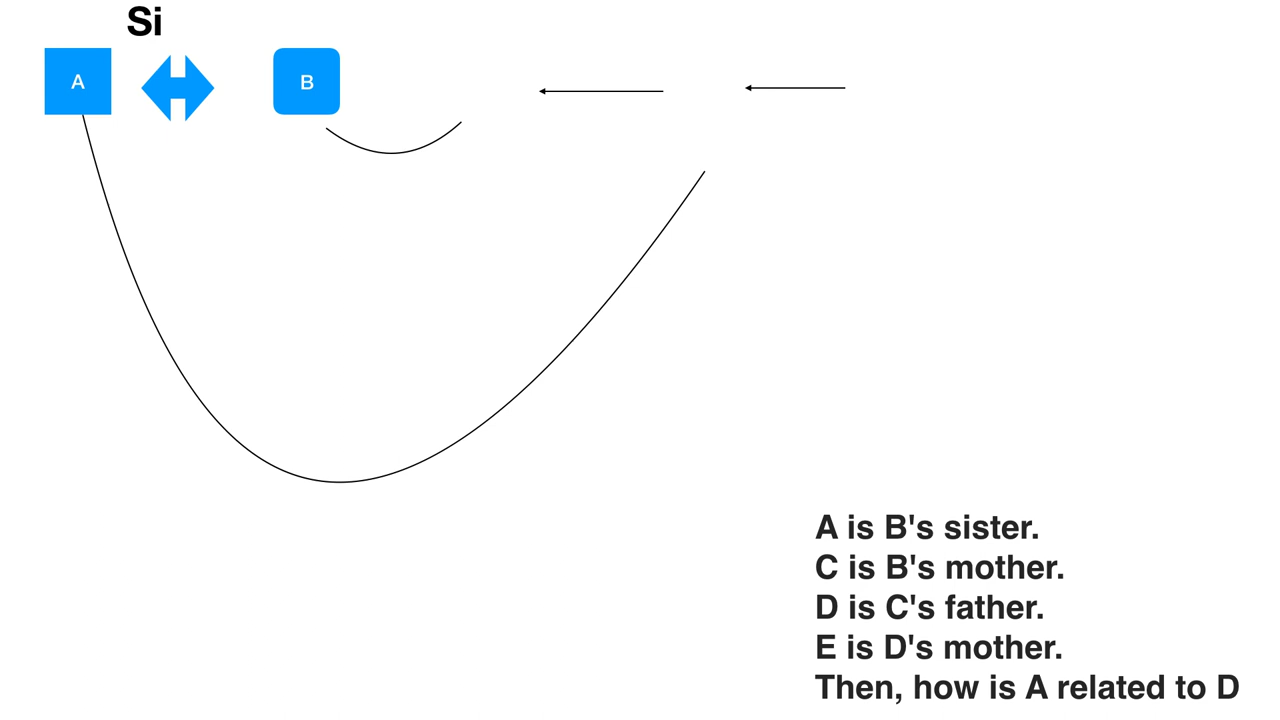 Si
A
B
A is B's sister.
C is B's mother.
D is C's father.
E is D's mother.
Then, how is A related to D